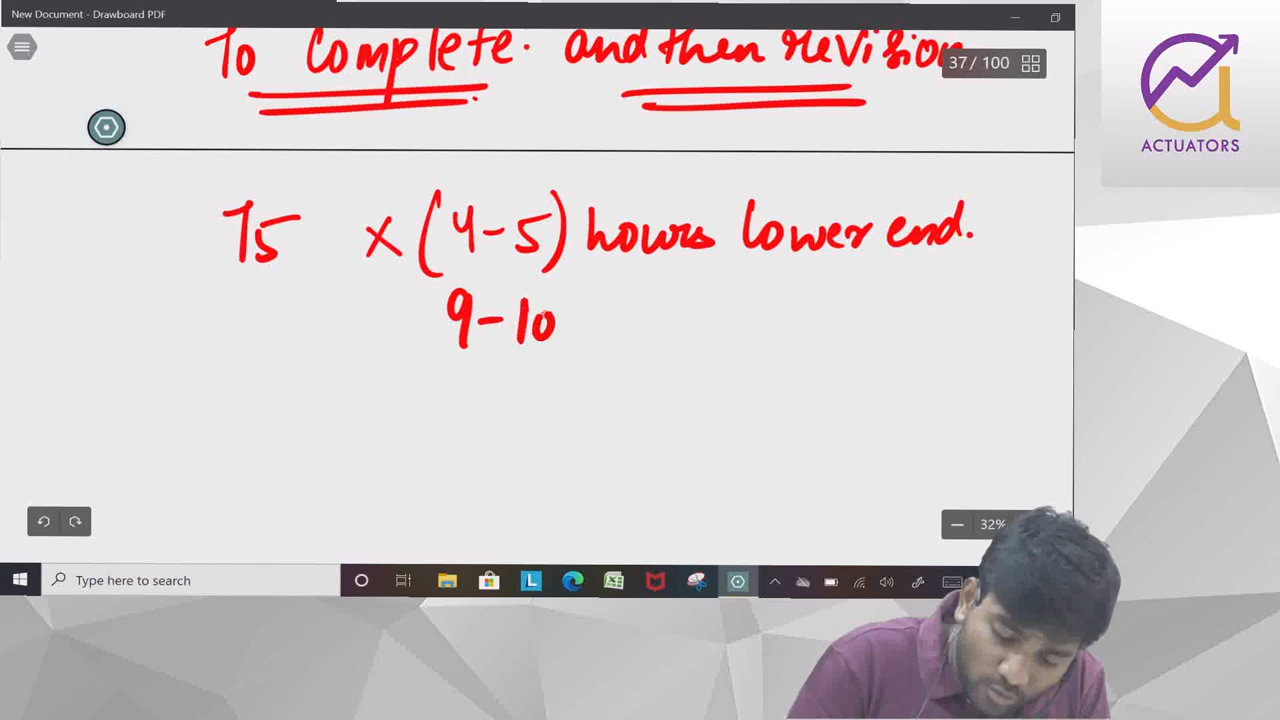 New Document - Drawboard PDF
To Complete. and then revision
37 / 100
ACTUATORS
75 × (4-5) hours lower end.
9-10
32%
Type here to search